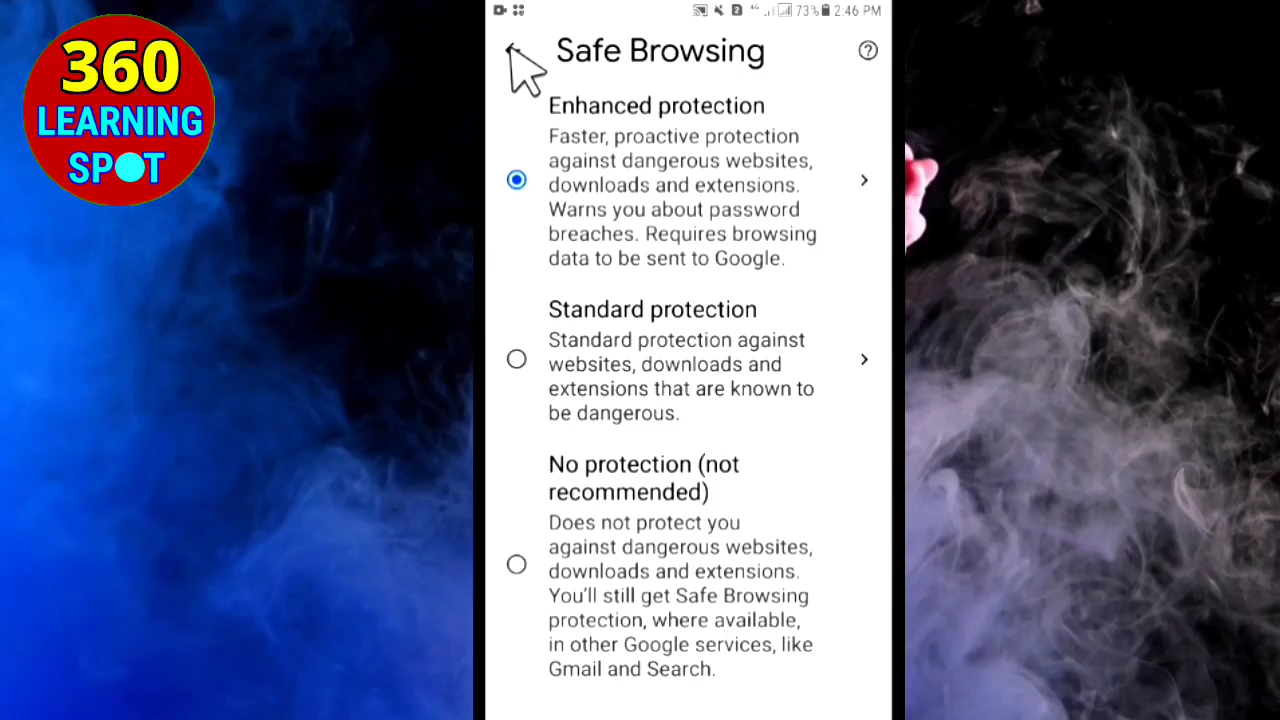 360
LEARNING
SPOT
4G 73% 2:46 PM
Safe Browsing
Enhanced protection
Faster, proactive protection
against dangerous websites,
downloads and extensions.
Warns you about password
breaches. Requires browsing
data to be sent to Google.
Standard protection
Standard protection against
websites, downloads and
extensions that are known to
be dangerous.
No protection (not
recommended)
Does not protect you
against dangerous websites,
downloads and extensions.
You'll still get Safe Browsing
protection, where available,
in other Google services, like
Gmail and Search.